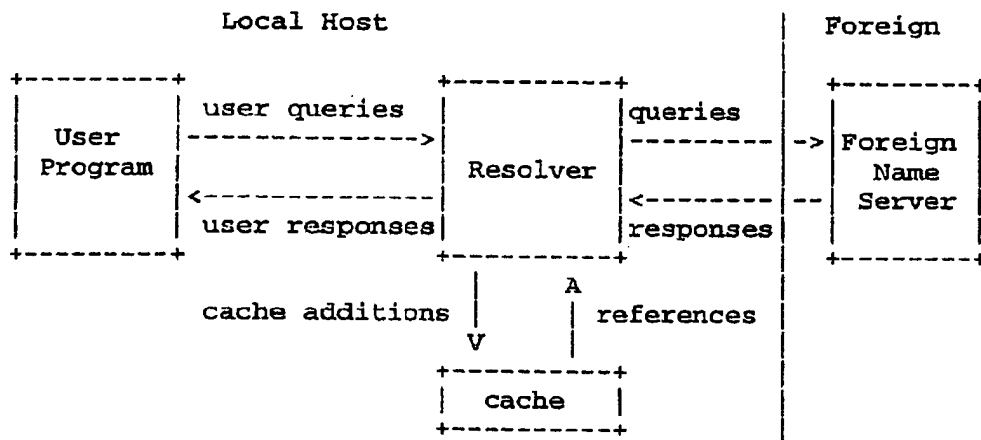 Local Host
Foreign
User
Program
user queries
user responses
Resolver
queries
responses
Foreign
Name
Server
cache additions
references
cache